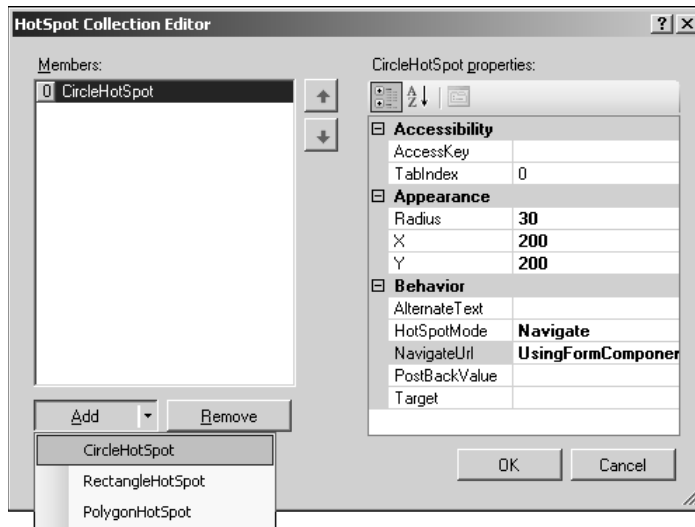 HotSpot Collection Editor
? X
Members:
0 CircleHotSpot
Add
Remove
CircleHotSpot
RectangleHotSpot
PolygonHotSpot
CircleHotSpot properties:
A Z
Accessibility
AccessKey
TabIndex 0
Appearance
Radius 30
X 200
Y 200
Behavior
AlternateText
HotSpotMode Navigate
NavigateUrl UsingFormComponer
PostBackValue
Target
OK
Cancel